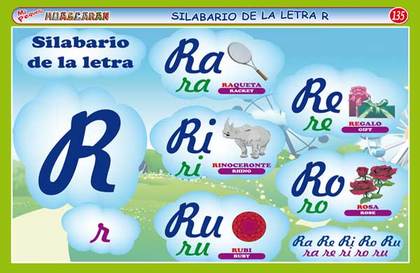 Mi Pequeño HUASCARAN
SILABARIO DE LA LETRA R
135
Silabario
de la letra
R
r
Ra
ra
RAQUETA
RACKET
Re
re
REGALO
GIFT
Ri
ri
RINOCERONTE
RHINO
Ro
ro
ROSA
ROSE
Ru
ru
RUBI
RUBY
Ra Re Ri Ro Ru
ra re ri ro ru